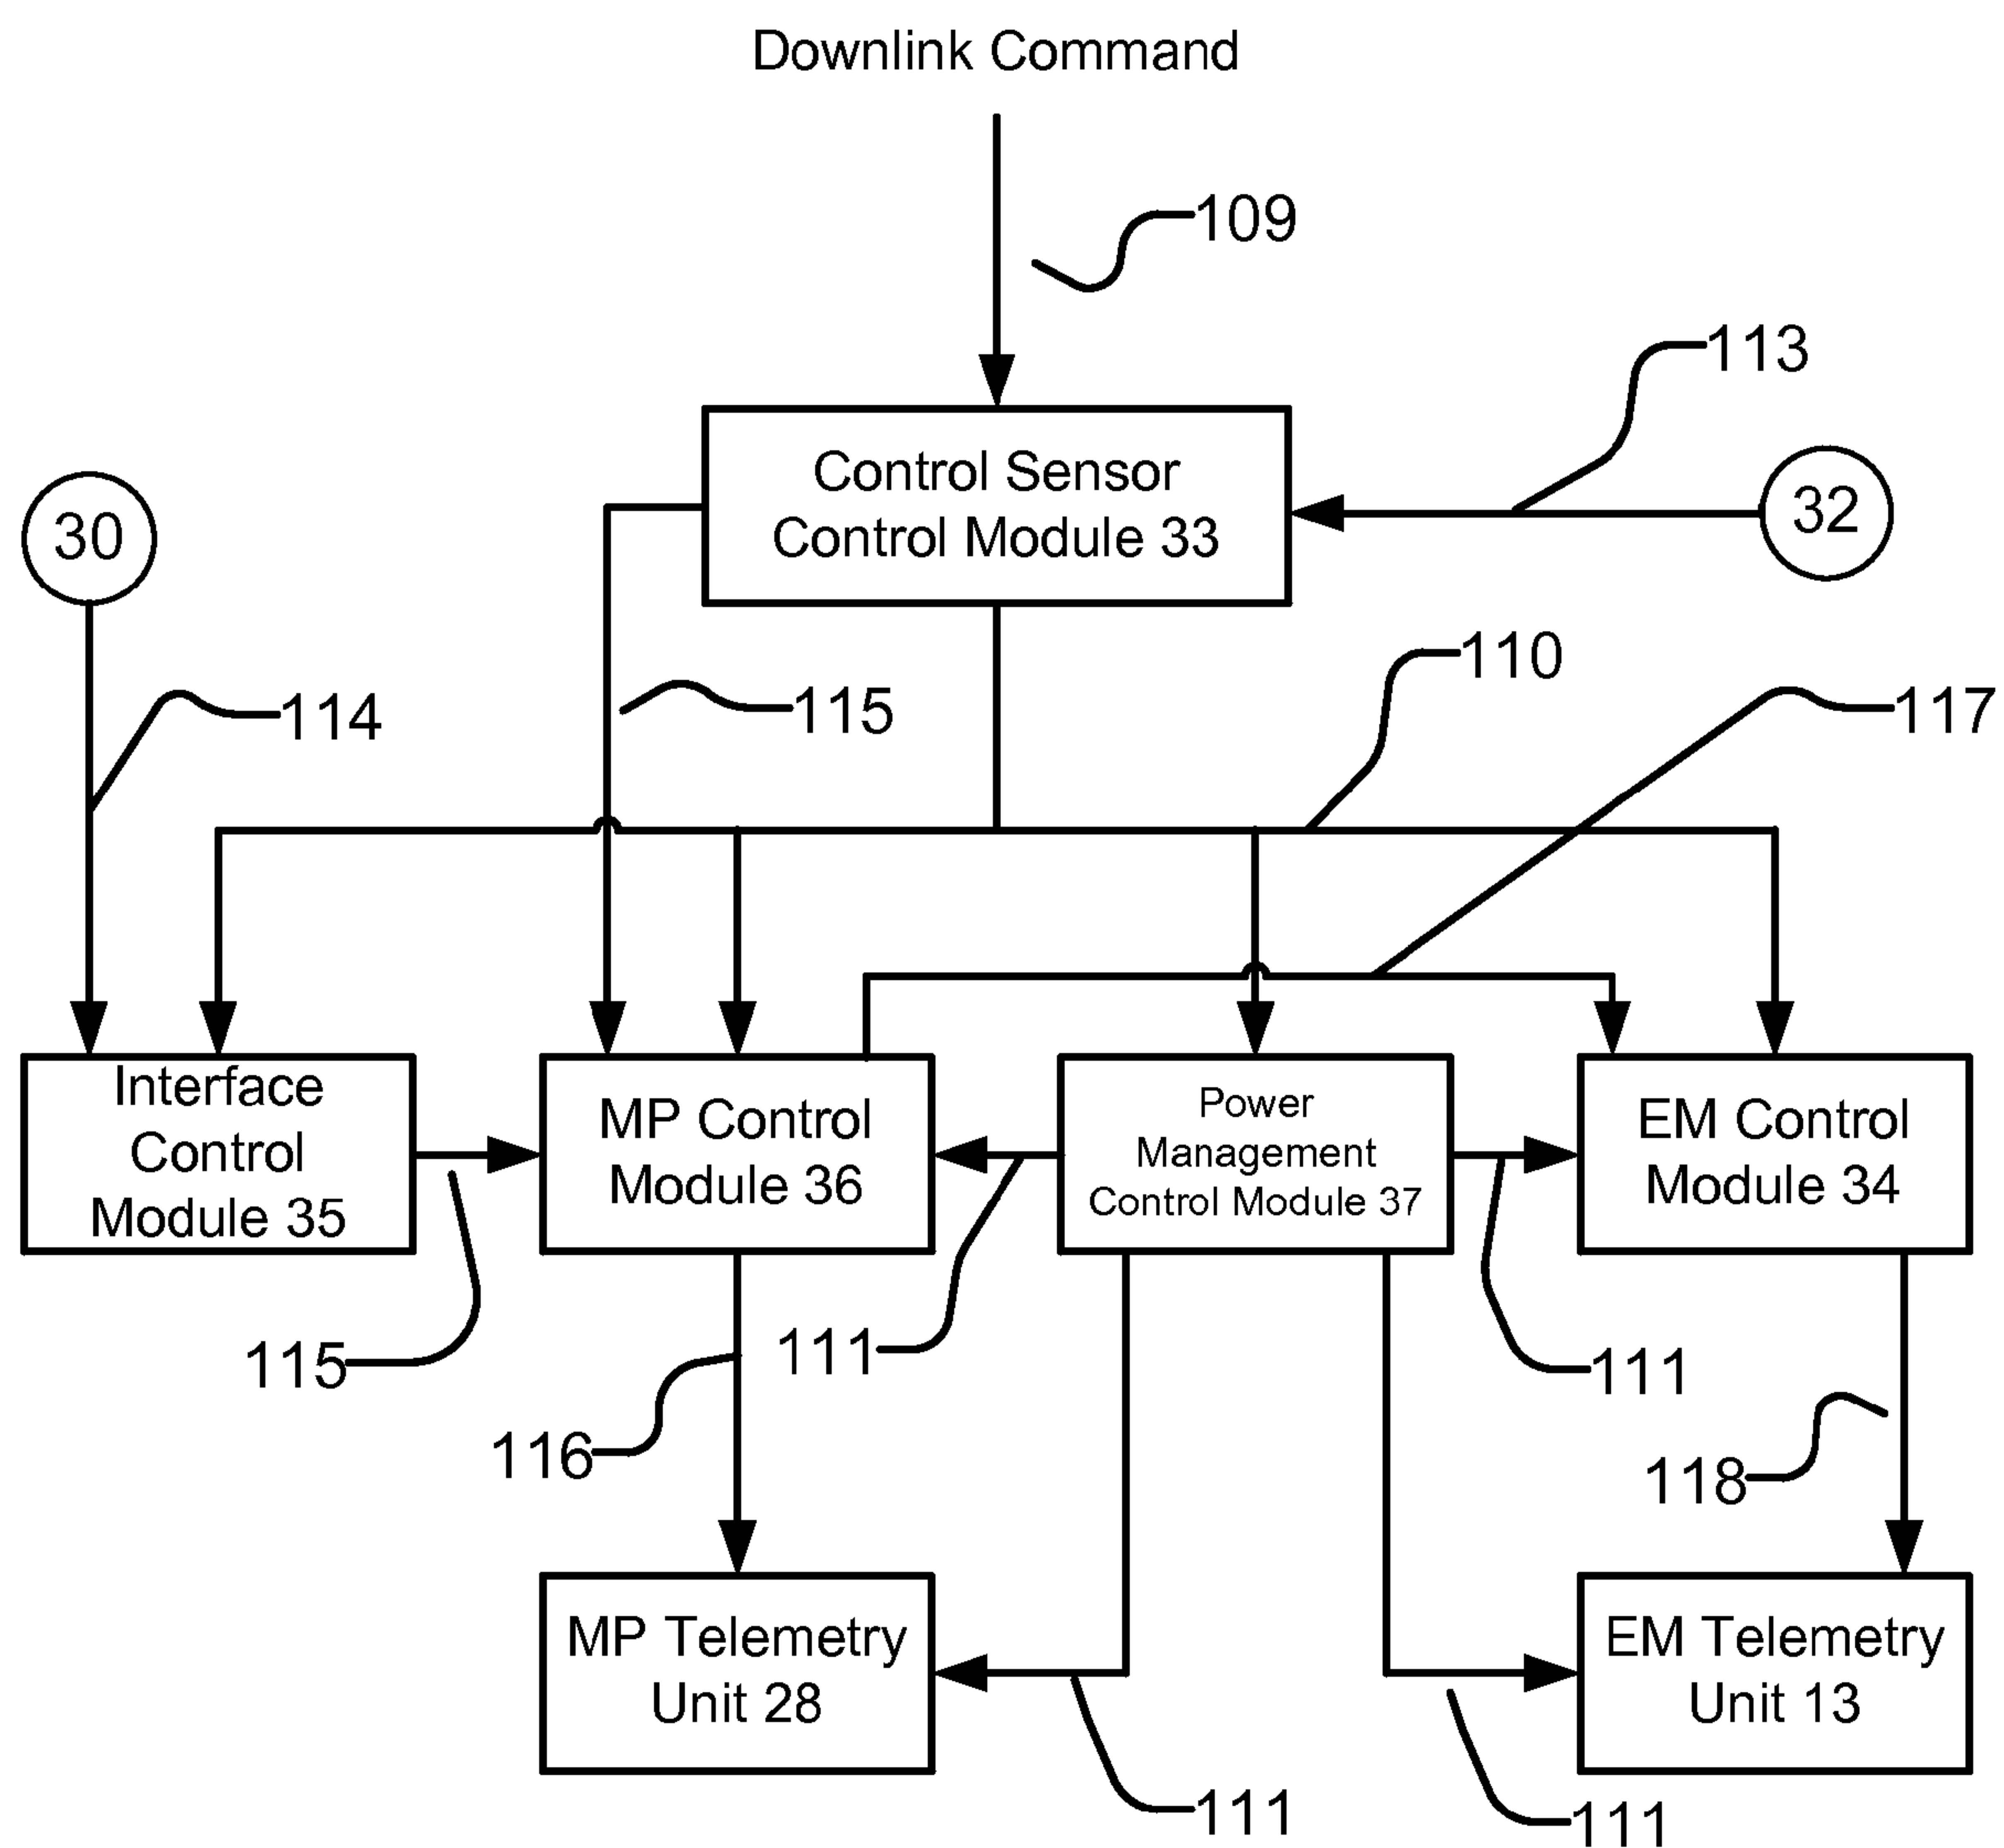 Downlink Command
109
113
Control Sensor
Control Module 33
32
30
110
117
114
115
Interface
Control
Module 35
MP Control
Module 36
Power
Management
Control Module 37
EM Control
Module 34
115
111
111
116
118
MP Telemetry
Unit 28
EM Telemetry
Unit 13
111
111